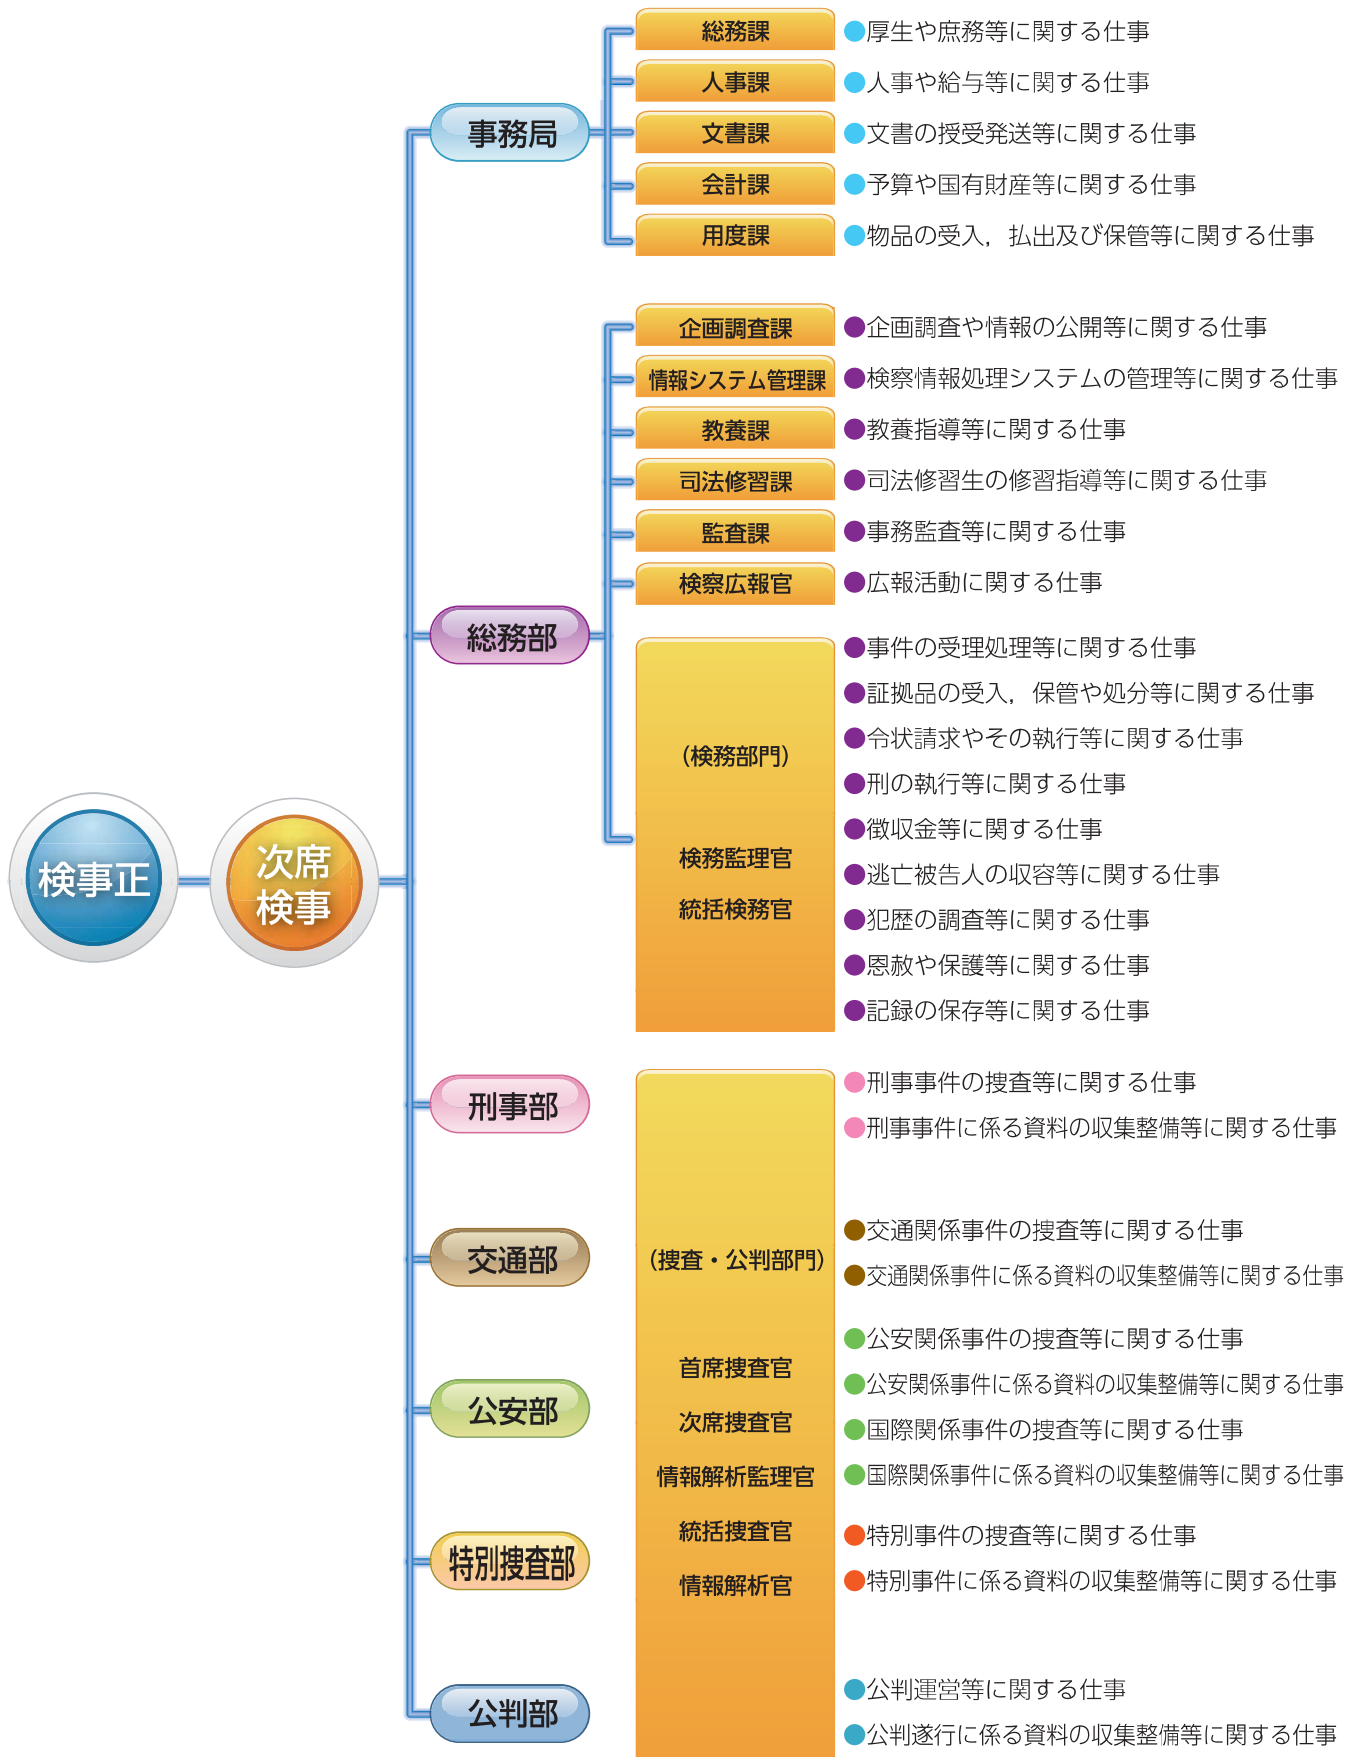 検事正
次席
検事
事務局
総務課
●厚生や庶務等に関する仕事
人事課
●人事や給与等に関する仕事
文書課
●文書の授受発送等に関する仕事
会計課
●予算や国有財産等に関する仕事
用度課
●物品の受入，払出及び保管等に関する仕事
総務部
企画調査課
●企画調査や情報の公開等に関する仕事
情報システム管理課
●検察情報処理システムの管理等に関する仕事
教養課
●教養指導等に関する仕事
司法修習課
●司法修習生の修習指導等に関する仕事
監査課
●事務監査等に関する仕事
検察広報官
●広報活動に関する仕事
（検務部門）
検務監理官
統括検務官
●事件の受理処理等に関する仕事
●証拠品の受入，保管や処分等に関する仕事
●令状請求やその執行等に関する仕事
●刑の執行等に関する仕事
●徴収金等に関する仕事
●逃亡被告人の収容等に関する仕事
●犯歴の調査等に関する仕事
●恩赦や保護等に関する仕事
●記録の保存等に関する仕事
刑事部
交通部
公安部
特別捜査部
公判部
（捜査・公判部門）
首席捜査官
次席捜査官
情報解析監理官
統括捜査官
情報解析官
●刑事事件の捜査等に関する仕事
●刑事事件に係る資料の収集整備等に関する仕事
●交通関係事件の捜査等に関する仕事
●交通関係事件に係る資料の収集整備等に関する仕事
●公安関係事件の捜査等に関する仕事
●公安関係事件に係る資料の収集整備等に関する仕事
●国際関係事件の捜査等に関する仕事
●国際関係事件に係る資料の収集整備等に関する仕事
●特別事件の捜査等に関する仕事
●特別事件に係る資料の収集整備等に関する仕事
●公判運営等に関する仕事
●公判遂行に係る資料の収集整備等に関する仕事